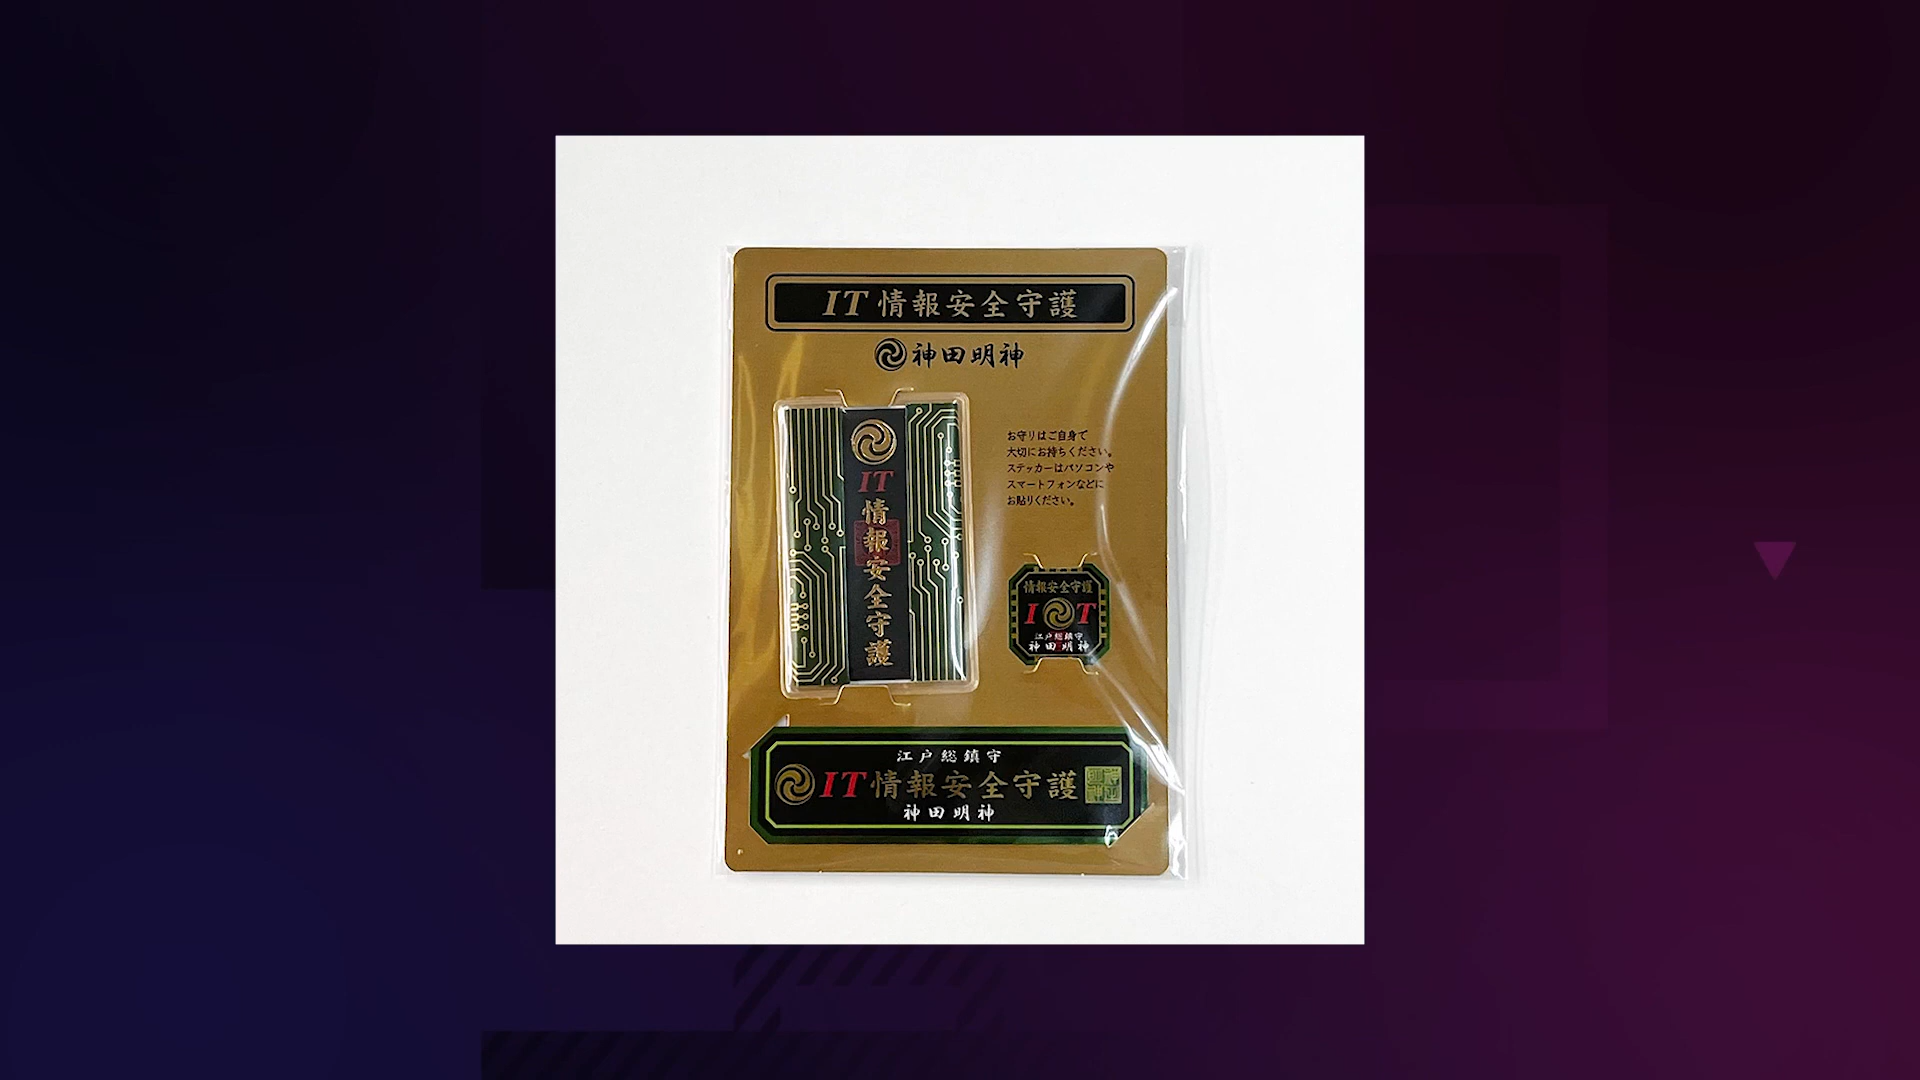 IT情報安全守護
神田明神
IT情報安全守護
お守りはご自身で
大切にお持ちください。
ステッカーはパソコンや
スマートフォンなどに
お貼りください。
情報安全守護
IT
江戸総鎮守
神田明神
江戸総鎮守
IT情報安全守護
神田明神